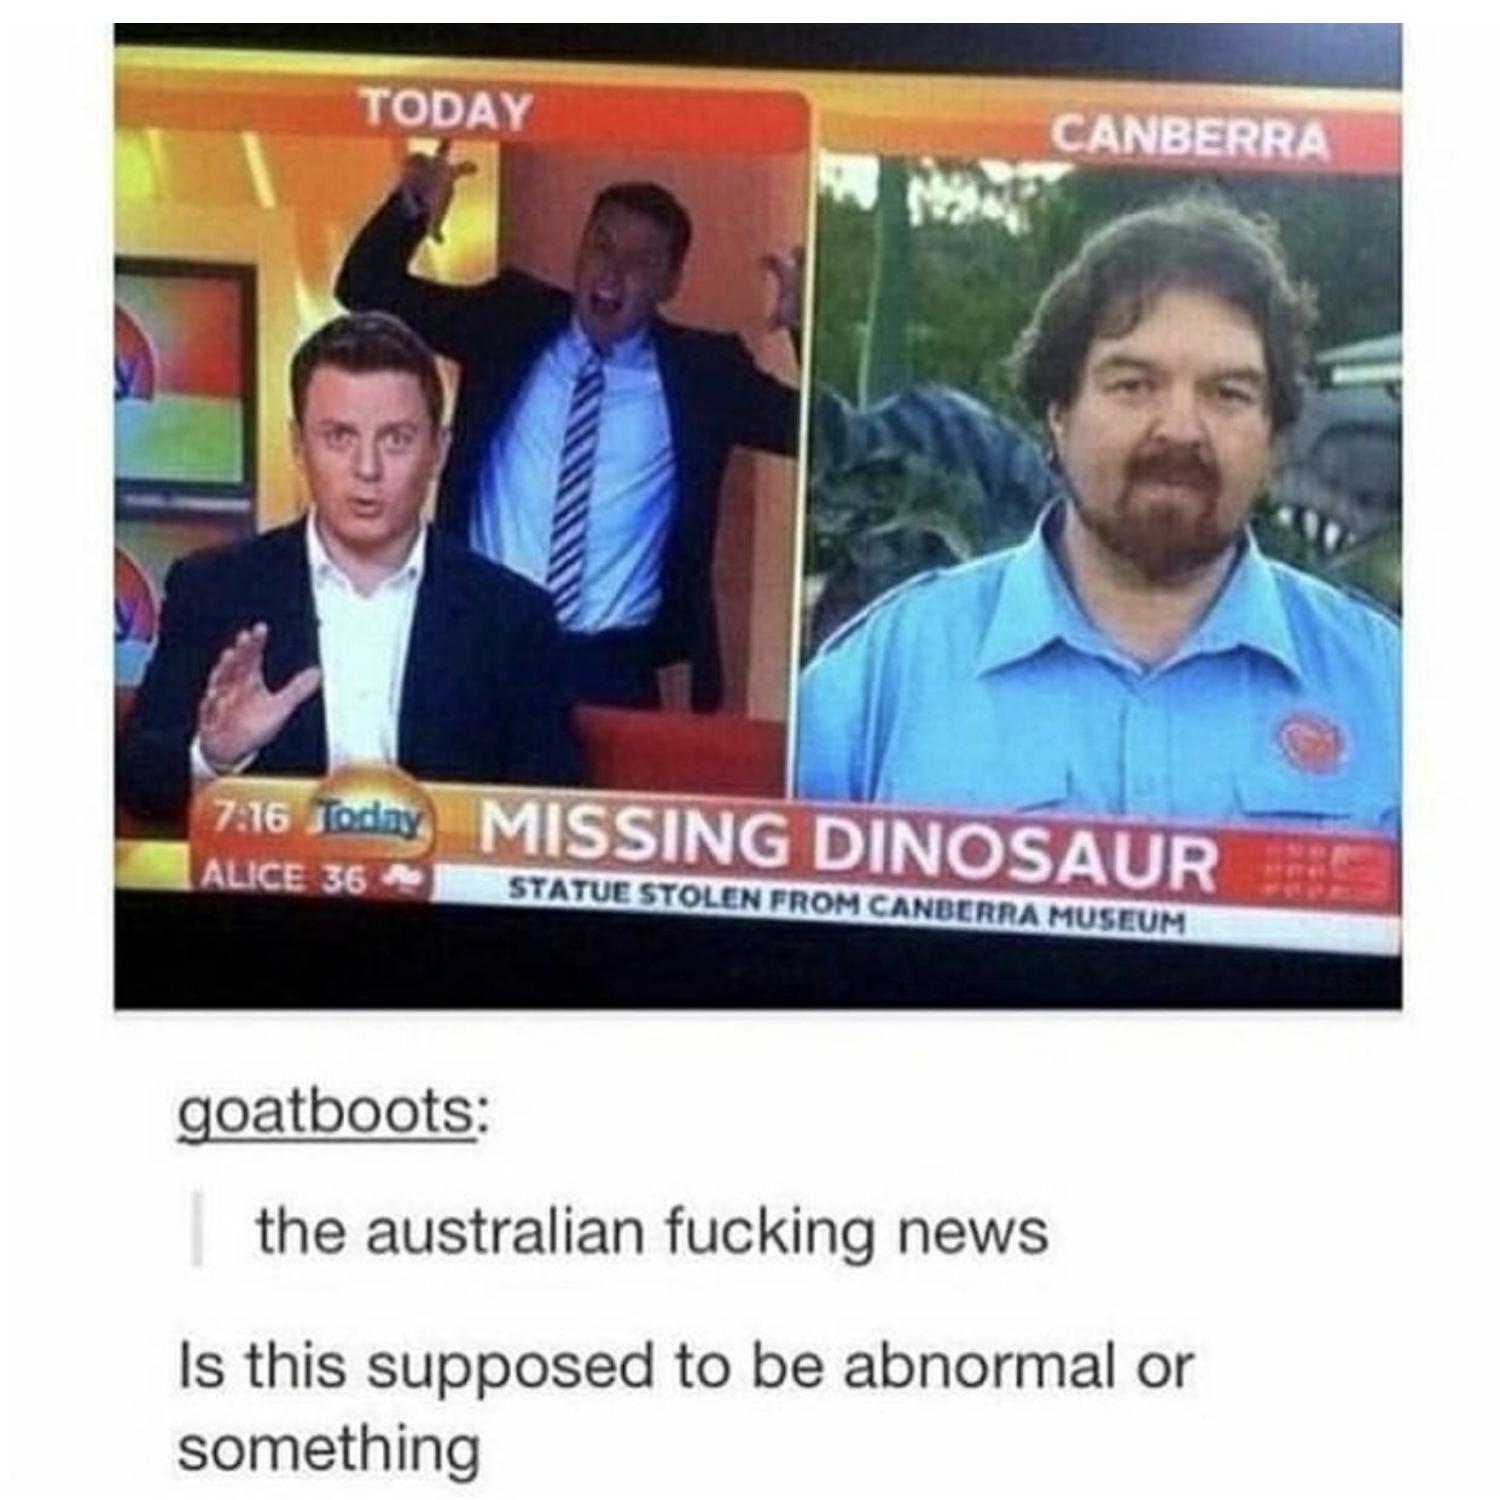 TODAY
CANBERRA
7:16 Today
MISSING DINOSAUR
ALICE 36
STATUE STOLEN FROM CANBERRA MUSEUM
goatboots:
the australian fucking news
Is this supposed to be abnormal or
something